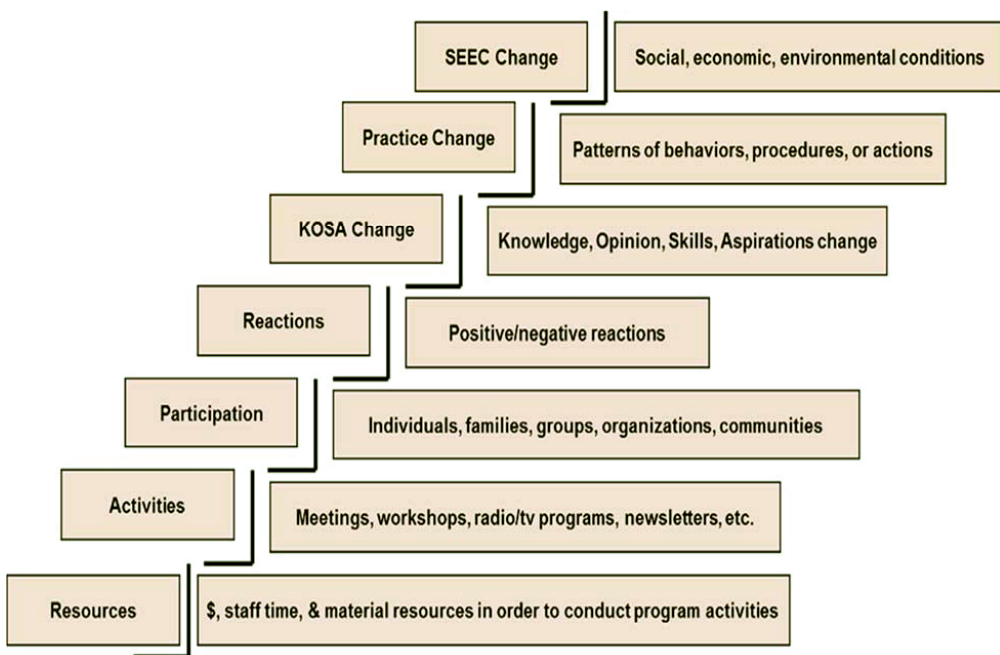 SEEC Change
Social, economic, environmental conditions
Practice Change
Patterns of behaviors, procedures, or actions
KOSA Change
Knowledge, Opinion, Skills, Aspirations change
Reactions
Positive/negative reactions
Participation
Individuals, families, groups, organizations, communities
Activities
Meetings, workshops, radio/tv programs, newsletters, etc.
Resources
$, staff time, & material resources in order to conduct program activities